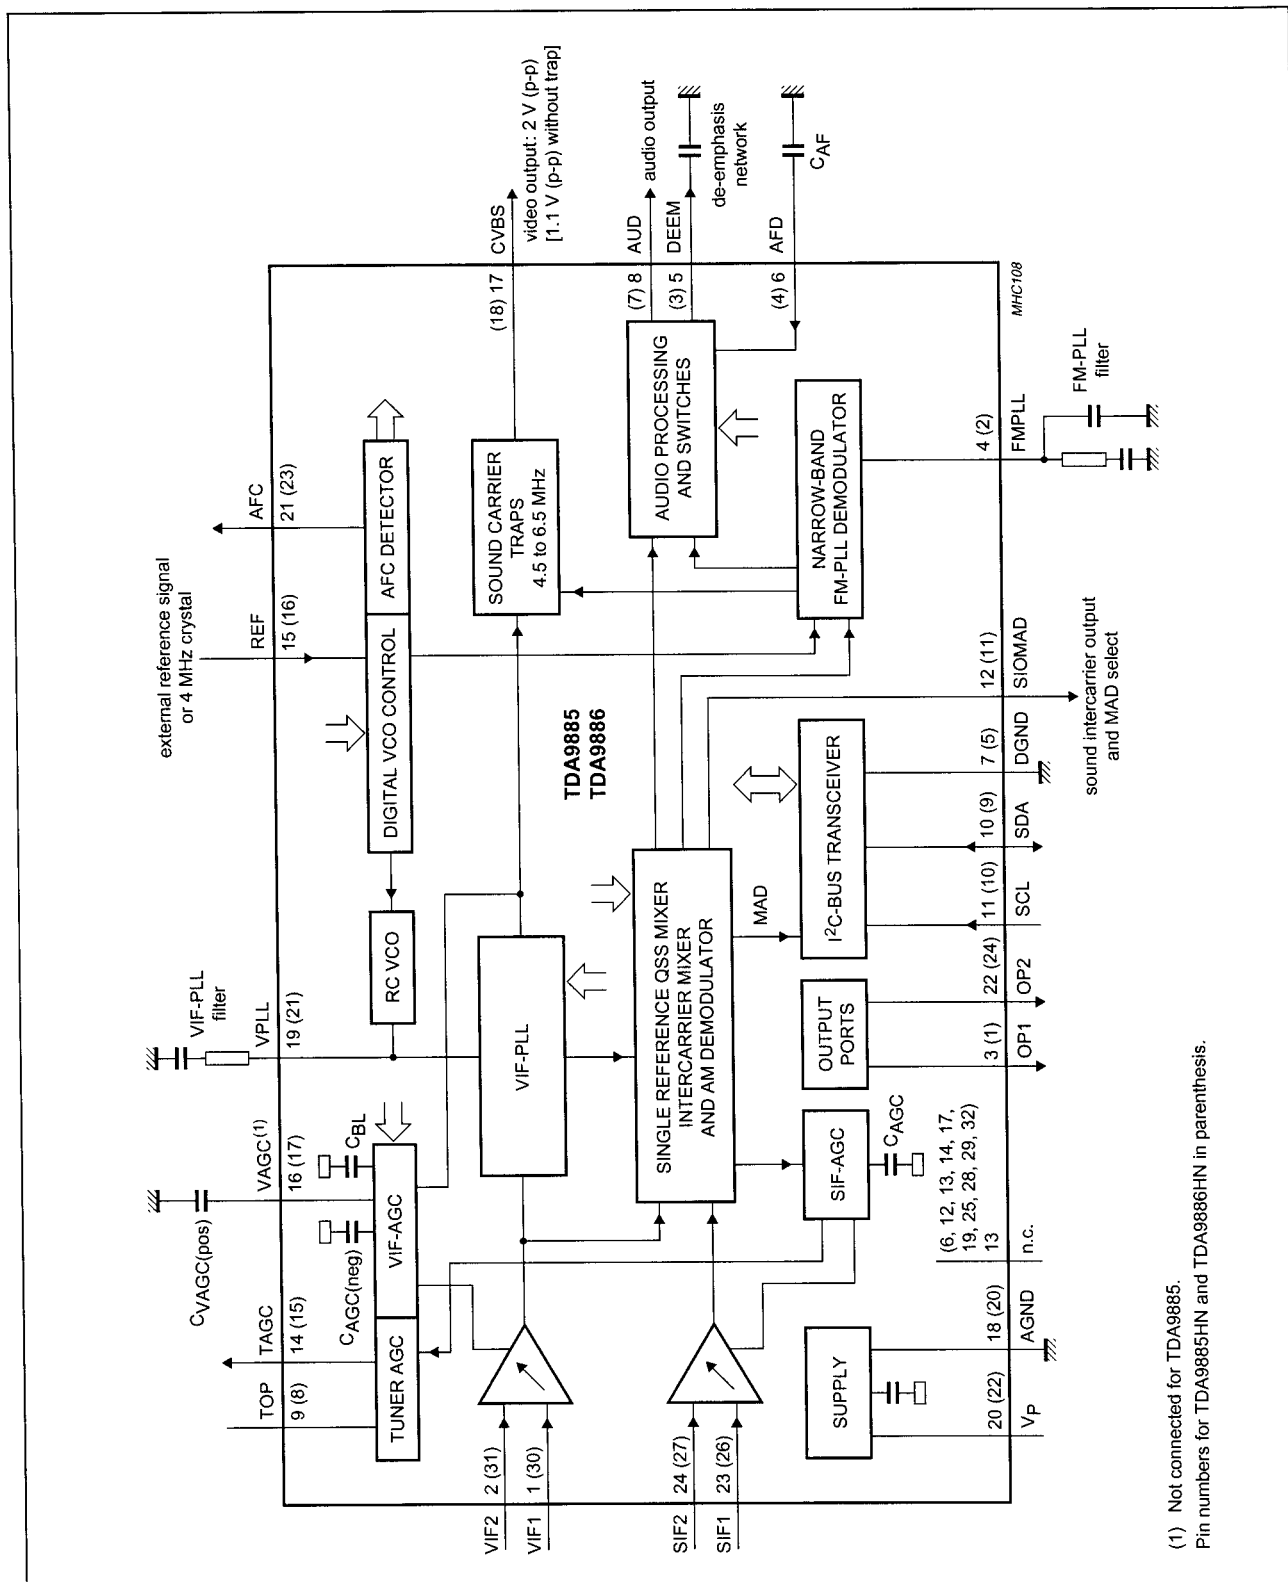 external reference signal
or 4 MHz crystal
VIF-PLL
filter
CVAGC(pos)
TOP
TAGC
VAGC(1)
VPLL
REF
AFC
9 (8)
14 (15)
16 (17)
19 (21)
15 (16)
21 (23)
CAGC(neg)
CBL
TUNER AGC
VIF-AGC
RC VCO
DIGITAL VCO CONTROL
AFC DETECTOR
VIF2
2 (31)
VIF1
1 (30)
VIF-PLL
SOUND CARRIER
TRAPS
4.5 to 6.5 MHz
(18) 17
CVBS
video output: 2 V (p-p)
[1.1 V (p-p) without trap]
TDA9885
TDA9886
SIF2
24 (27)
SIF1
23 (26)
SINGLE REFERENCE QSS MIXER
INTERCARRIER MIXER
AND AM DEMODULATOR
AUDIO PROCESSING
AND SWITCHES
(7) 8
AUD
audio output
(3) 5
DEEM
de-emphasis
network
MAD
(4) 6
AFD
CAF
SUPPLY
SIF-AGC
CAGC
OUTPUT
PORTS
I2C-BUS TRANSCEIVER
NARROW-BAND
FM-PLL DEMODULATOR
(6, 12, 13, 14, 17,
19, 25, 28, 29, 32)
13
20 (22)
18 (20)
3 (1)
22 (24)
11 (10)
10 (9)
7 (5)
12 (11)
4 (2)
VP
AGND
n.c.
OP1
OP2
SCL
SDA
DGND
SIOMAD
FMPLL
MHC108
FM-PLL
filter
sound intercarrier output
and MAD select
(1) Not connected for TDA9885.
Pin numbers for TDA9885HN and TDA9886HN in parenthesis.